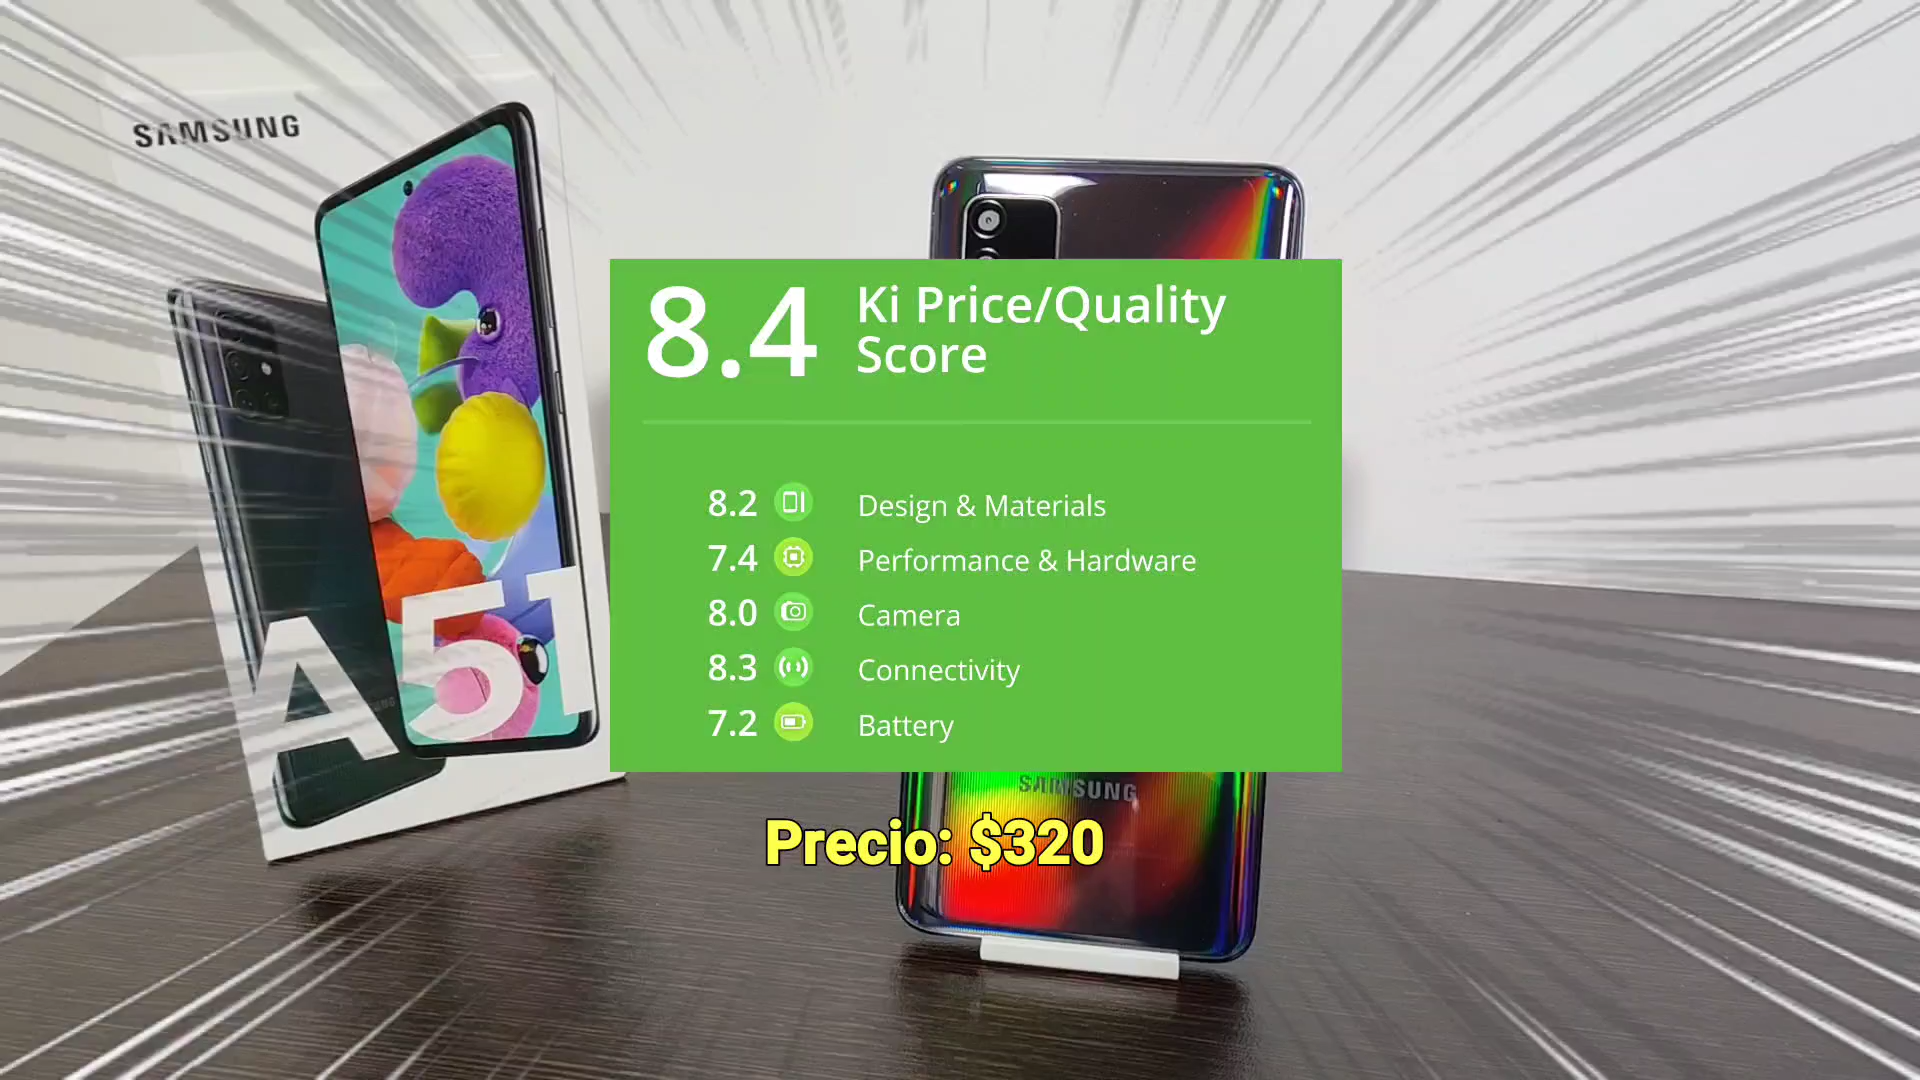 SAMSUNG
A51
8.4
Ki Price/Quality
Score
8.2 Design & Materials
7.4 Performance & Hardware
8.0 Camera
8.3 Connectivity
7.2 Battery
SAMSUNG
Precio: $320